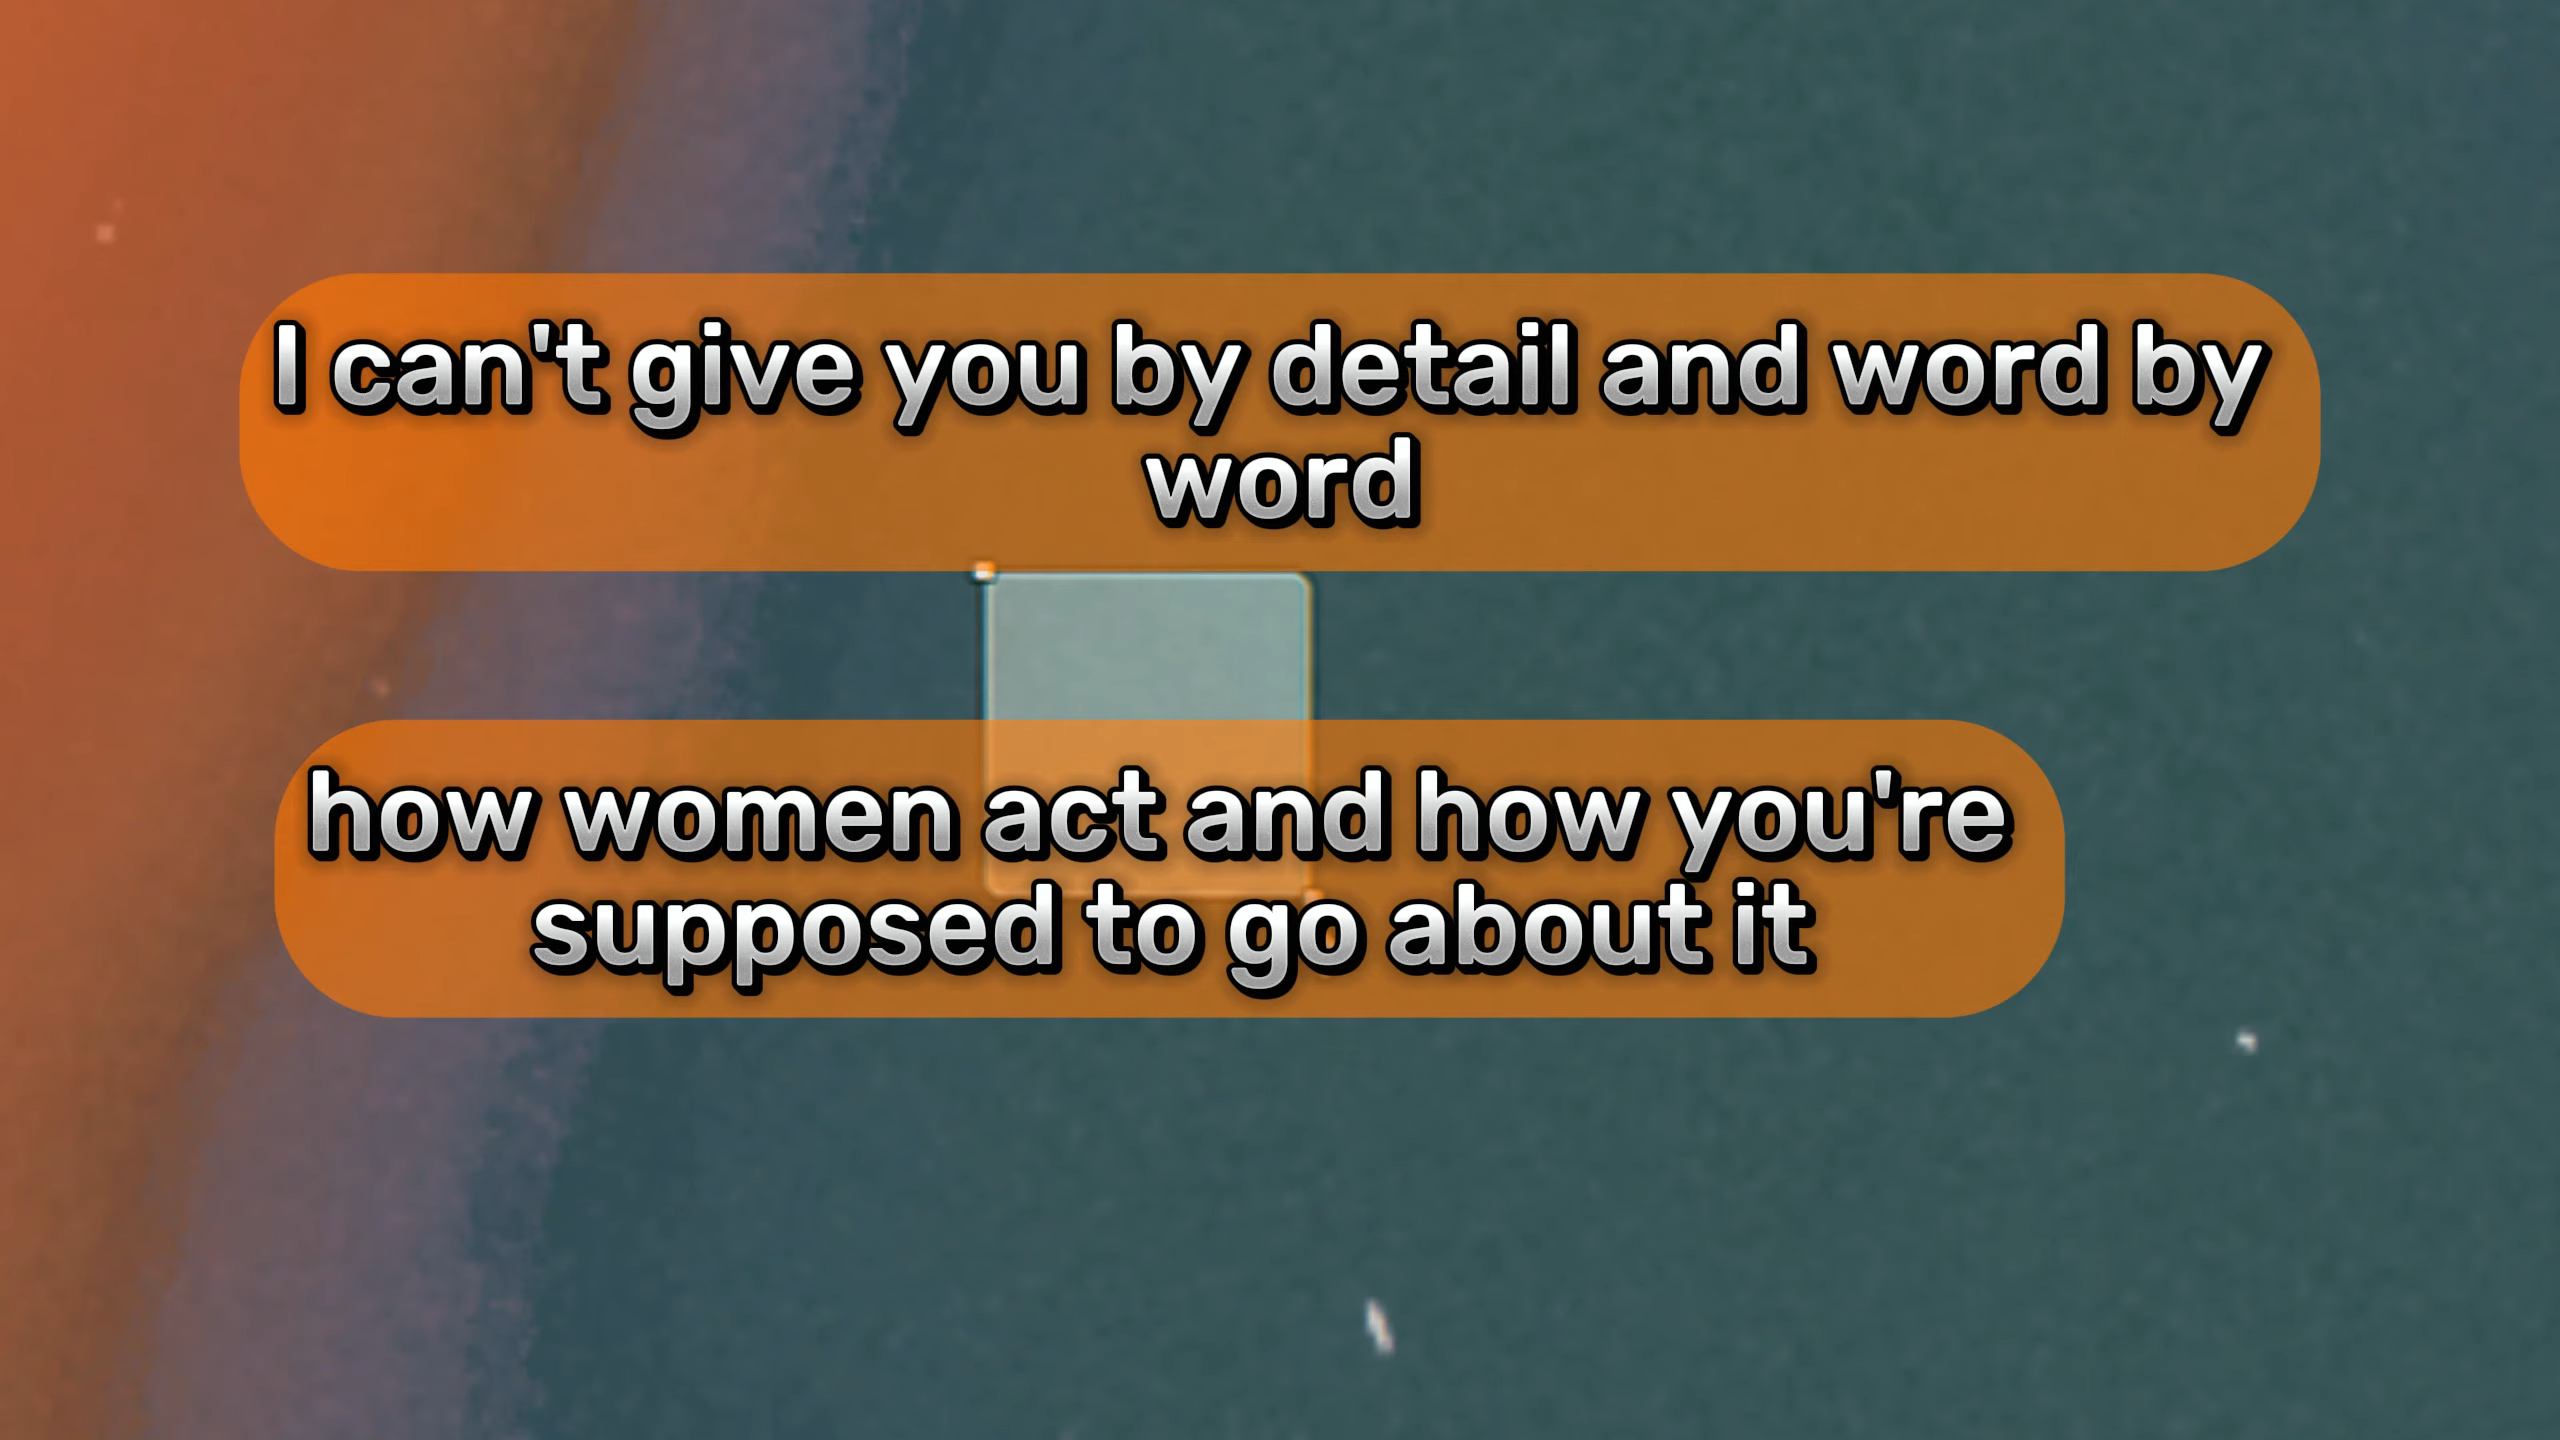 I can't give you by detail and word by
word
how women act and how you're
supposed to go about it